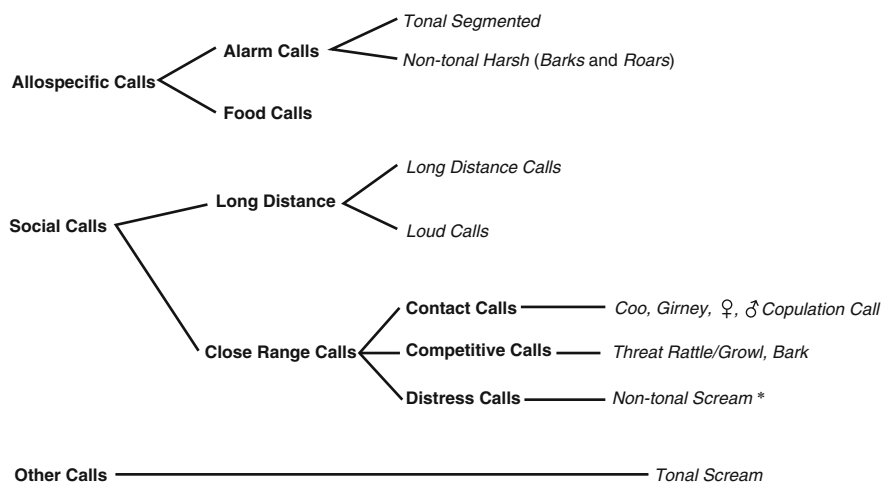 Tonal Segmented
Alarm Calls
Non-tonal Harsh (Barks and Roars)
Allospecific Calls
Food Calls
Long Distance Calls
Long Distance
Social Calls
Loud Calls
Contact Calls
Coo, Girney, ♀, ♂ Copulation Call
Close Range Calls
Competitive Calls
Threat Rattle/Growl, Bark
Distress Calls
Non-tonal Scream *
Other Calls
Tonal Scream